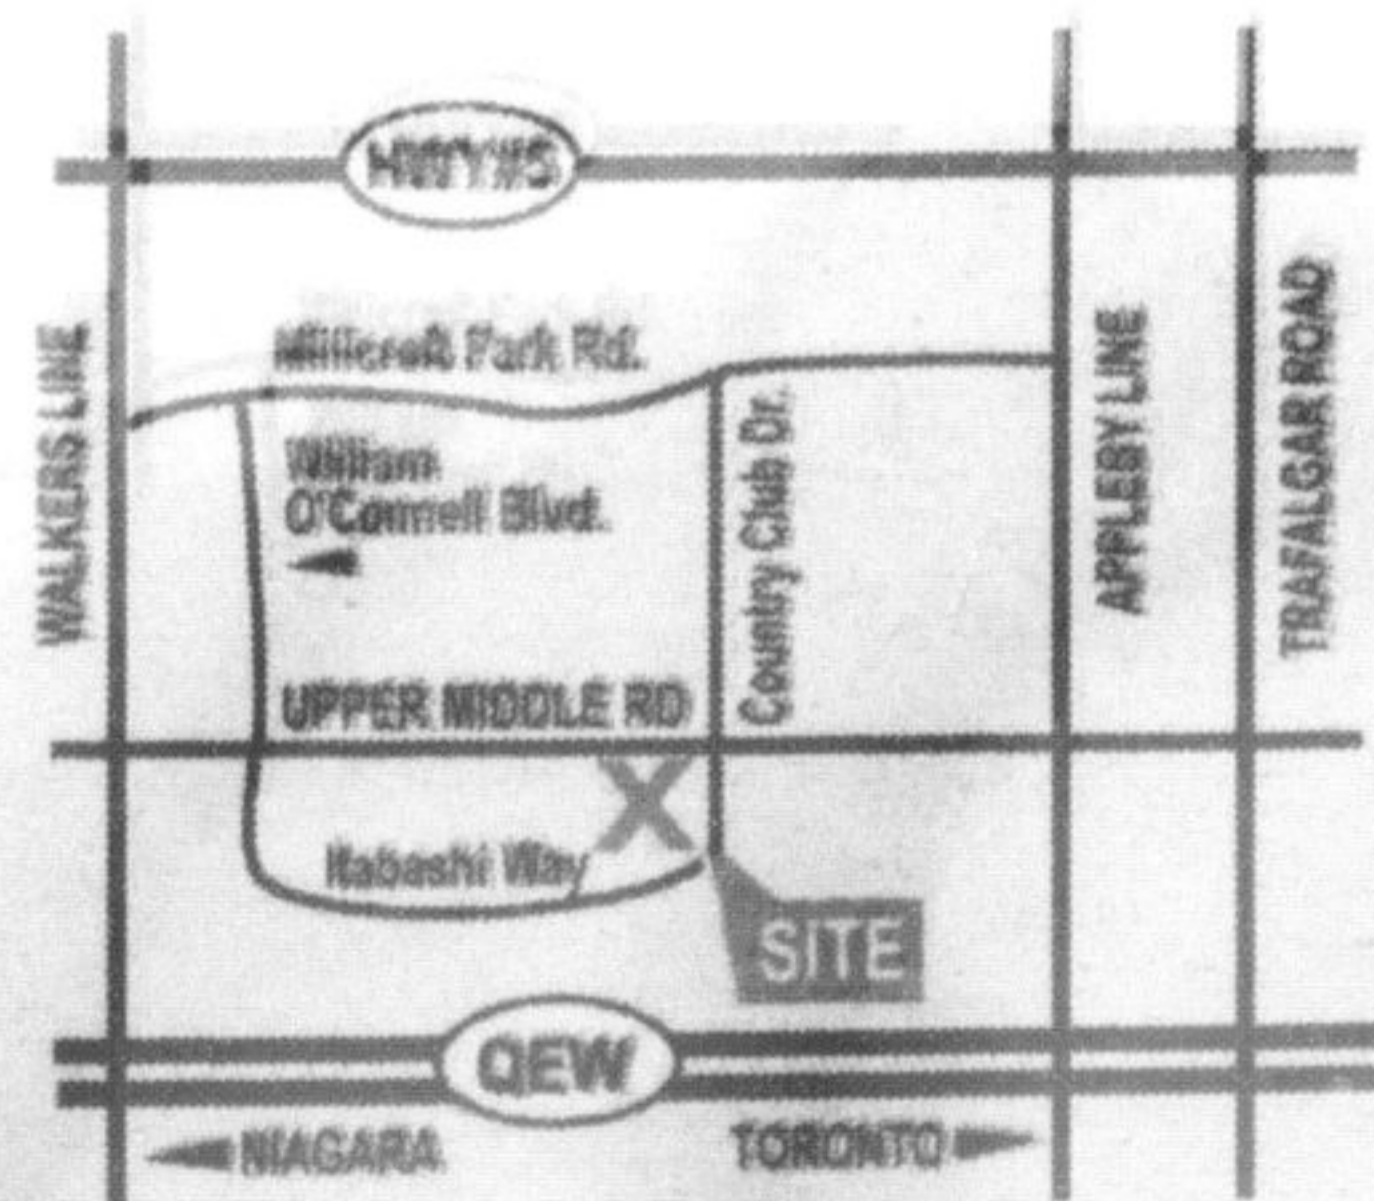 HWY#5
Millcroft Park Rd.
WALKERS LINE
William
O'Connell Blvd.
Country Club Dr.
APPLEBY LINE
TRAFALGAR ROAD
UPPER MIDDLE RD
Itabashi Way
X
SITE
QEW
NIAGARA
TORONTO